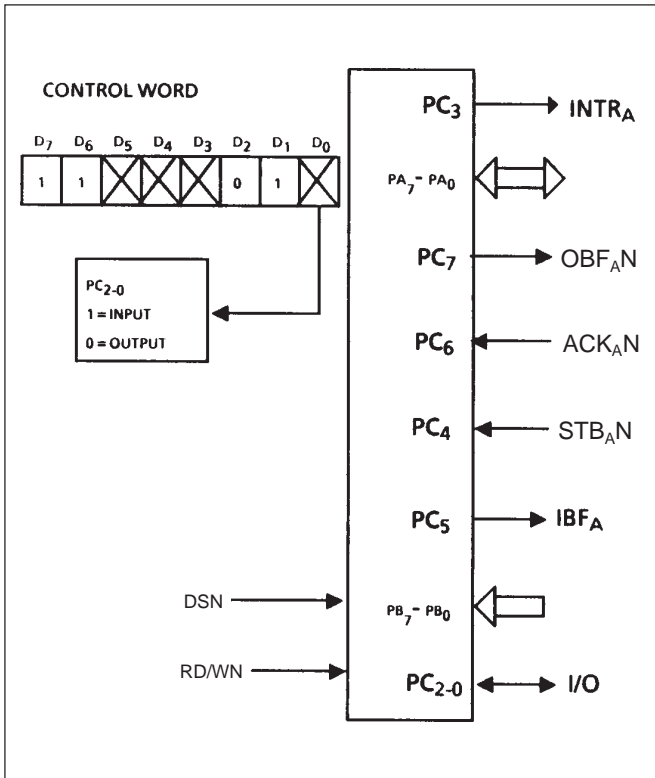 CONTROL WORD
D7 D6 D5 D4 D3 D2 D1 D0
1 1 0 1
PC2-0
1 = INPUT
0 = OUTPUT
PC3 INTRA
PA7 - PA0
PC7 OBFAN
PC6 ACKAN
PC4 STBAN
PC5 IBFA
DSN PB7 - PB0
RD/WN PC2-0 I/O